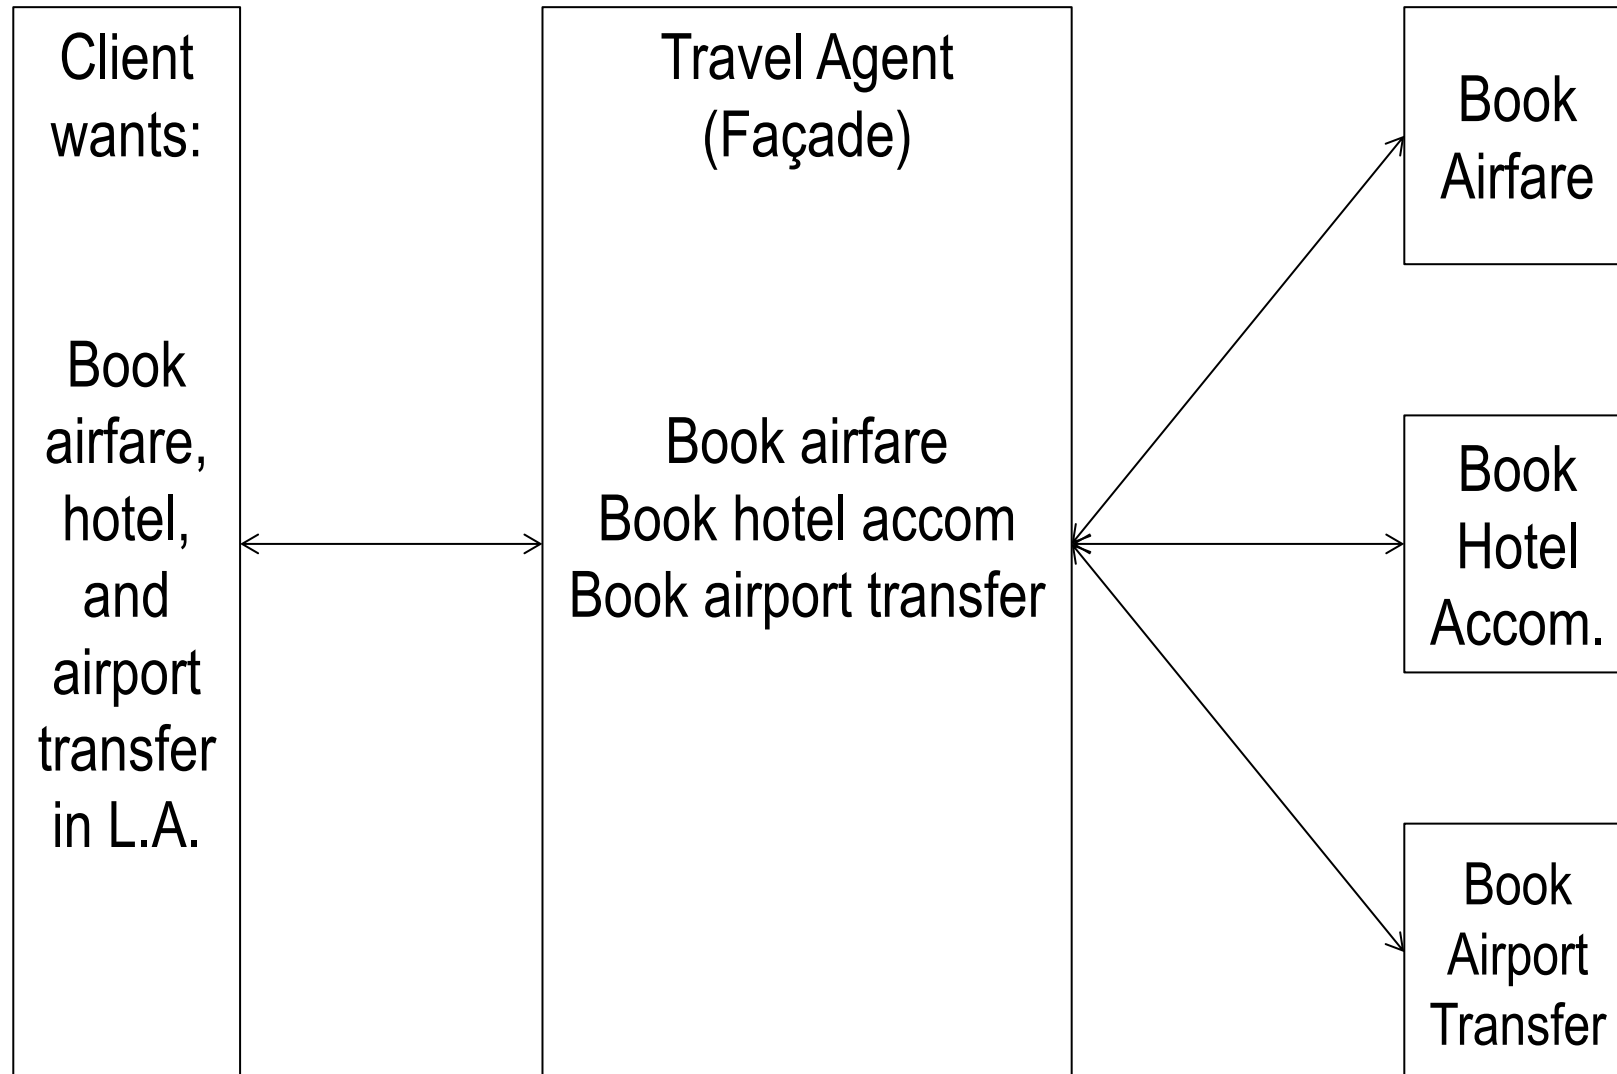 Client
wants:
Book
airfare,
hotel,
and
airport
transfer
in L.A.
Travel Agent
(Façade)
Book airfare
Book hotel accom
Book airport transfer
Book
Airfare
Book
Hotel
Accom.
Book
Airport
Transfer